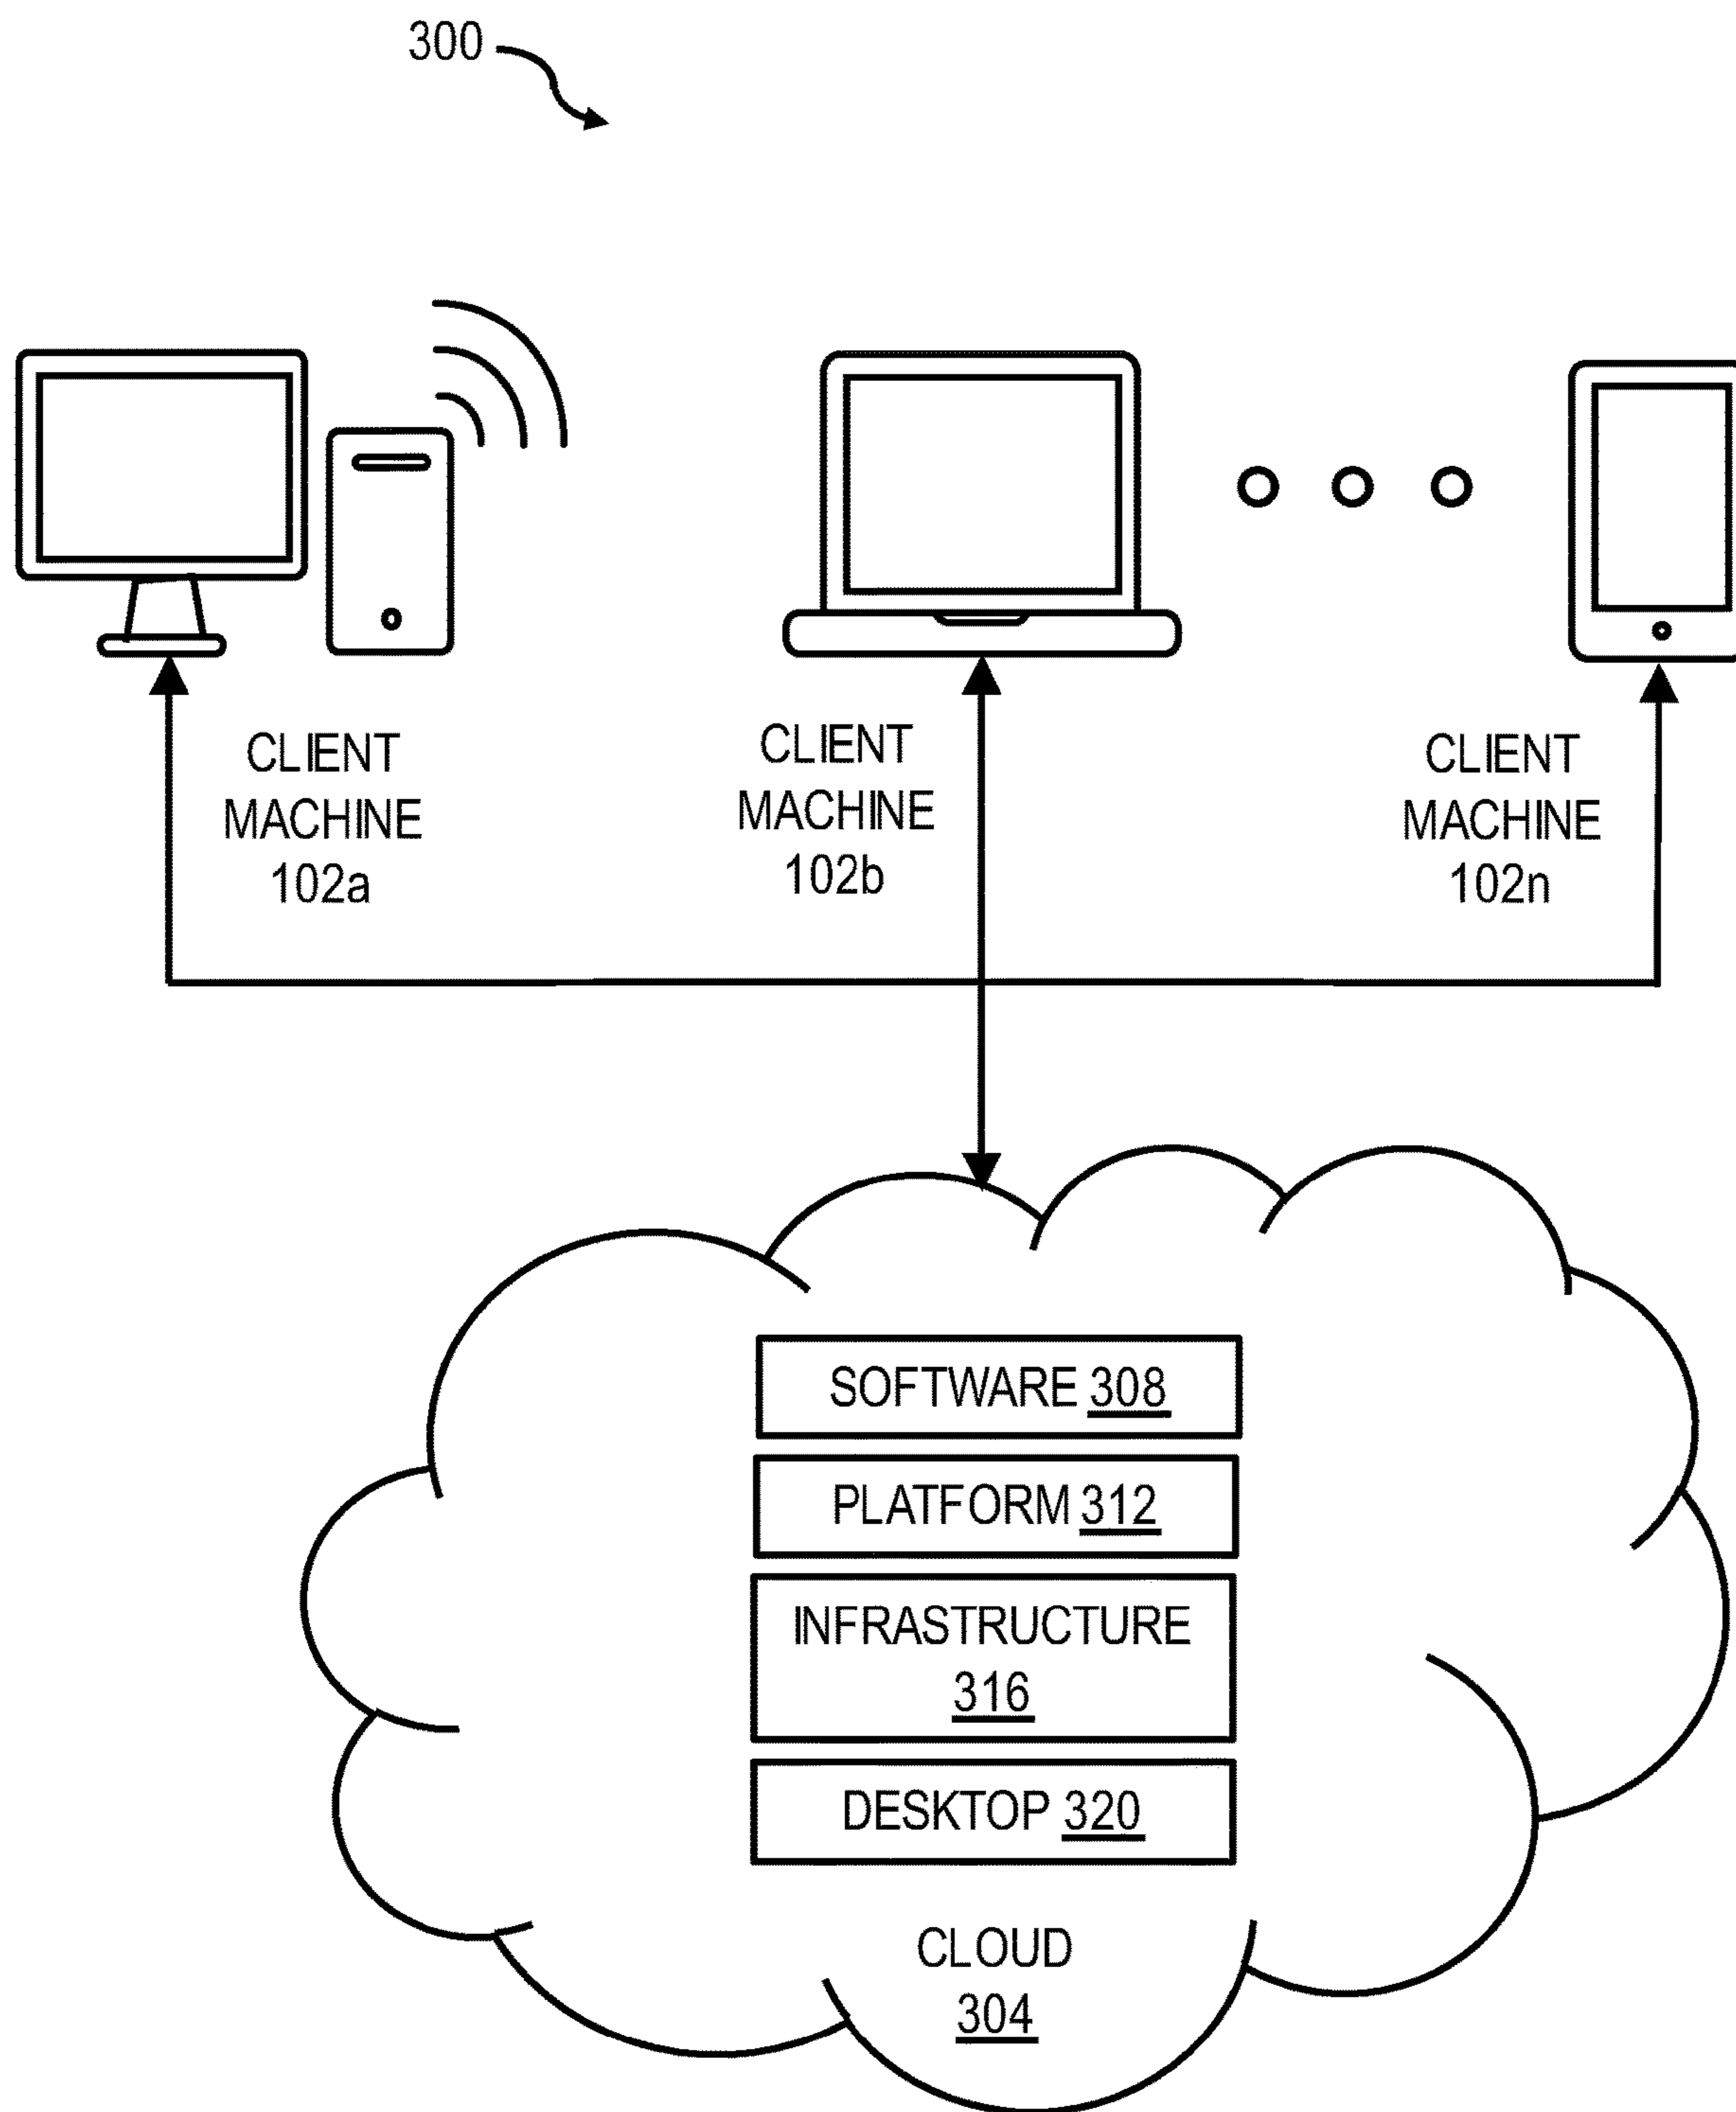 300
CLIENT
MACHINE
102a
CLIENT
MACHINE
102b
CLIENT
MACHINE
102n
SOFTWARE 308
PLATFORM 312
INFRASTRUCTURE
316
DESKTOP 320
CLOUD
304